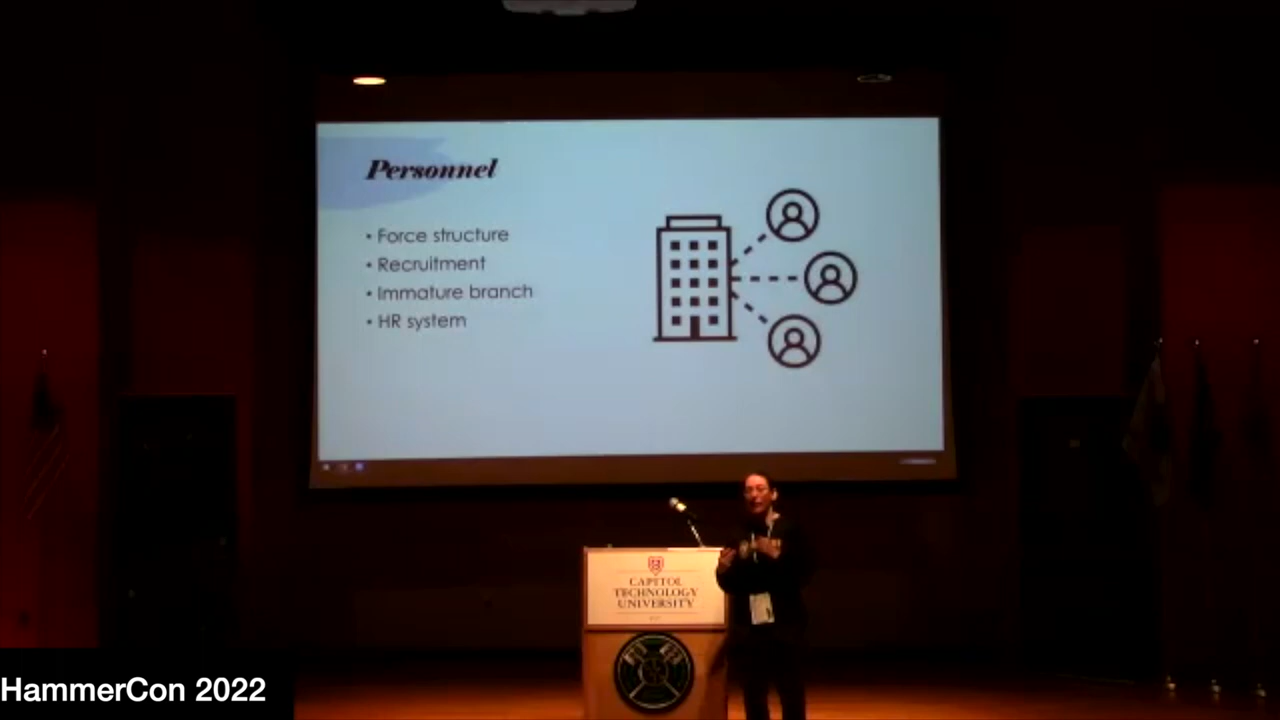 Personnel
• Force structure
• Recruitment
• Immature branch
• HR system
CAPITOL
TECHNOLOGY
UNIVERSITY
HammerCon 2022